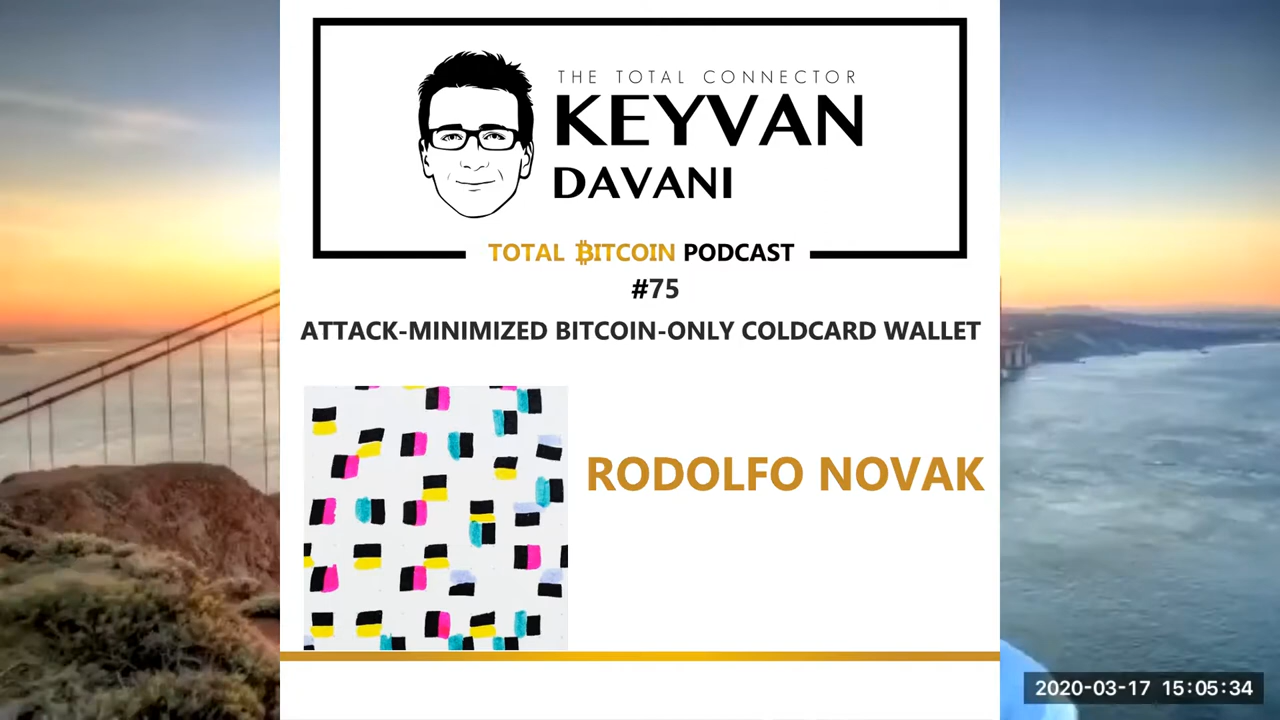 THE TOTAL CONNECTOR
KEYVAN
DAVANI
TOTAL ₿ITCOIN PODCAST
#75
ATTACK-MINIMIZED BITCOIN-ONLY COLDCARD WALLET
RODOLFO NOVAK
2020-03-17 15:05:34